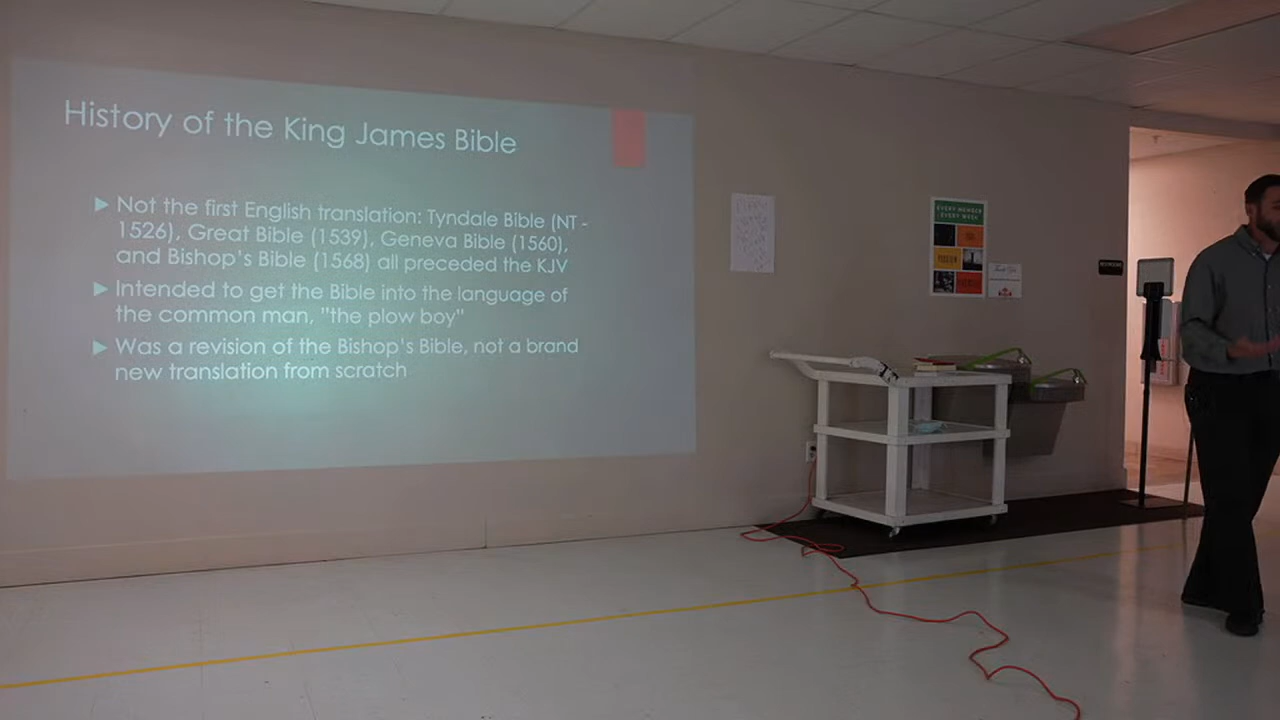 History of the King James Bible
Not the first English translation: Tyndale Bible (NT -
1526), Great Bible (1539), Geneva Bible (1560),
and Bishop's Bible (1568) all preceded the KJV
Intended to get the Bible into the language of
the common man, "the plow boy"
Was a revision of the Bishop's Bible, not a brand
new translation from scratch
EVERY MEMBER
EVERY WEEK